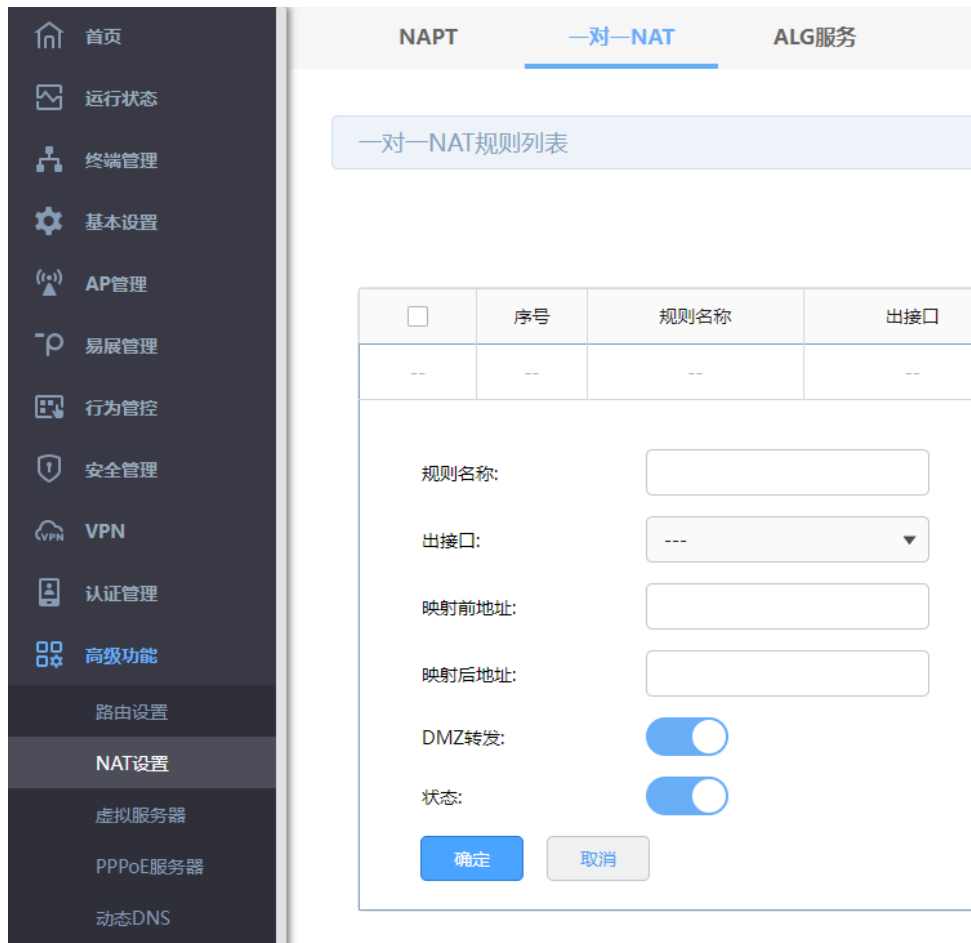 首页
运行状态
终端管理
基本设置
AP管理
易展管理
行为管控
安全管理
VPN
VPN
认证管理
高级功能
路由设置
NAT设置
虚拟服务器
PPPoE服务器
动态DNS
NAPT 一对一NAT ALG服务
一对一NAT规则列表
序号 规则名称 出接口
-- -- -- --
规则名称:
出接口: ---
映射前地址:
映射后地址:
DMZ转发:
状态:
确定 取消